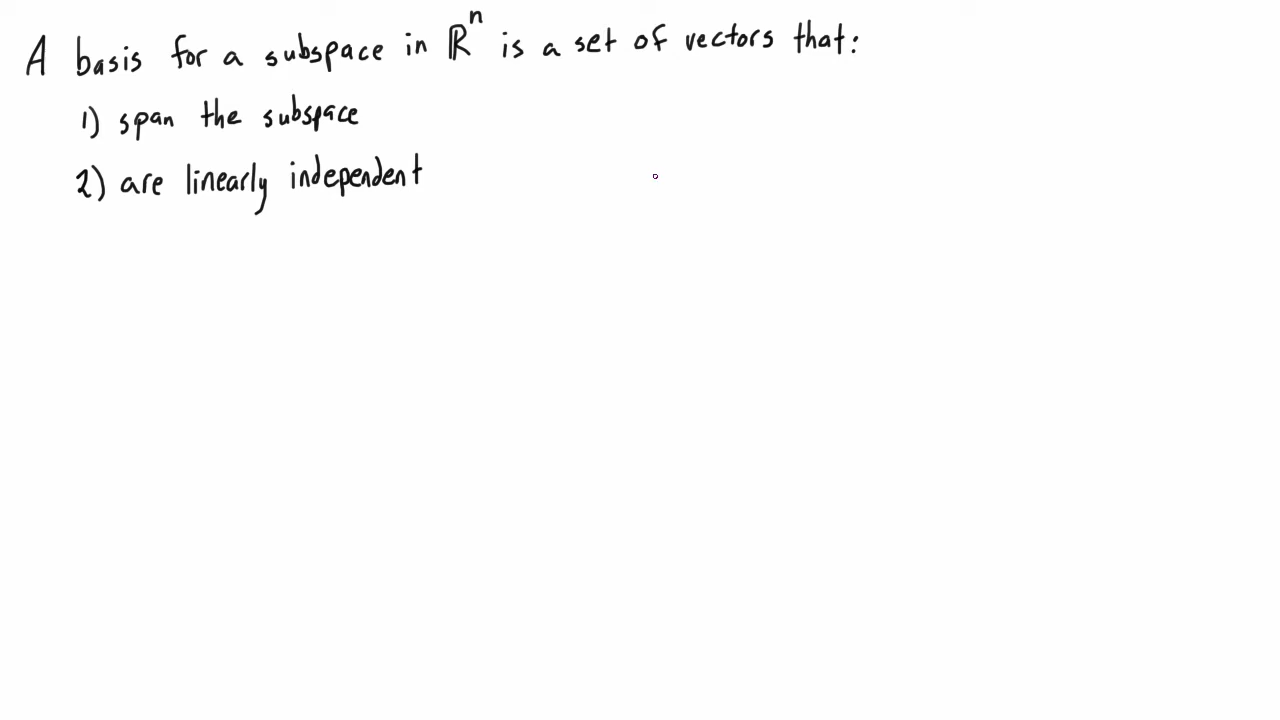 A basis for a subspace in ℝⁿ is a set of vectors that:
1) span the subspace
2) are linearly independent